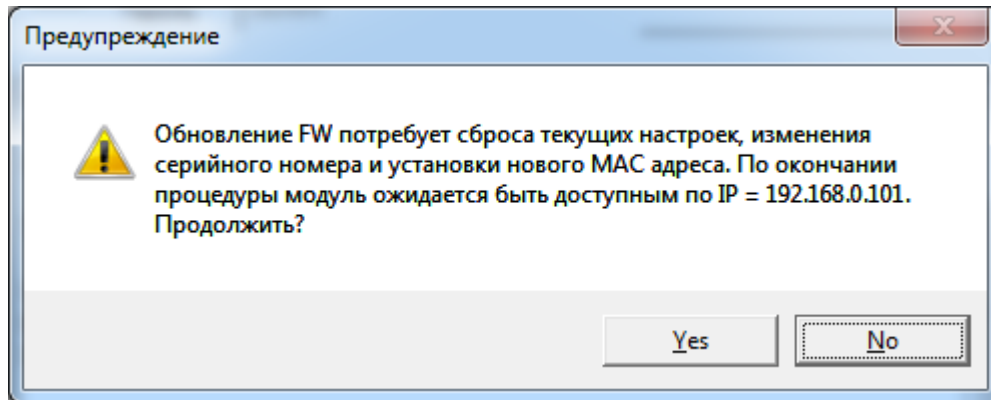 Предупреждение
Обновление FW потребует сброса текущих настроек, изменения
серийного номера и установки нового MAC адреса. По окончании
процедуры модуль ожидается быть доступным по IP = 192.168.0.101.
Продолжить?
Yes
No